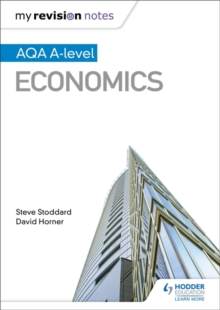 my revision notes
AQA A-level
ECONOMICS
Steve Stoddard
David Horner
HODDER
EDUCATION
LEARN MORE